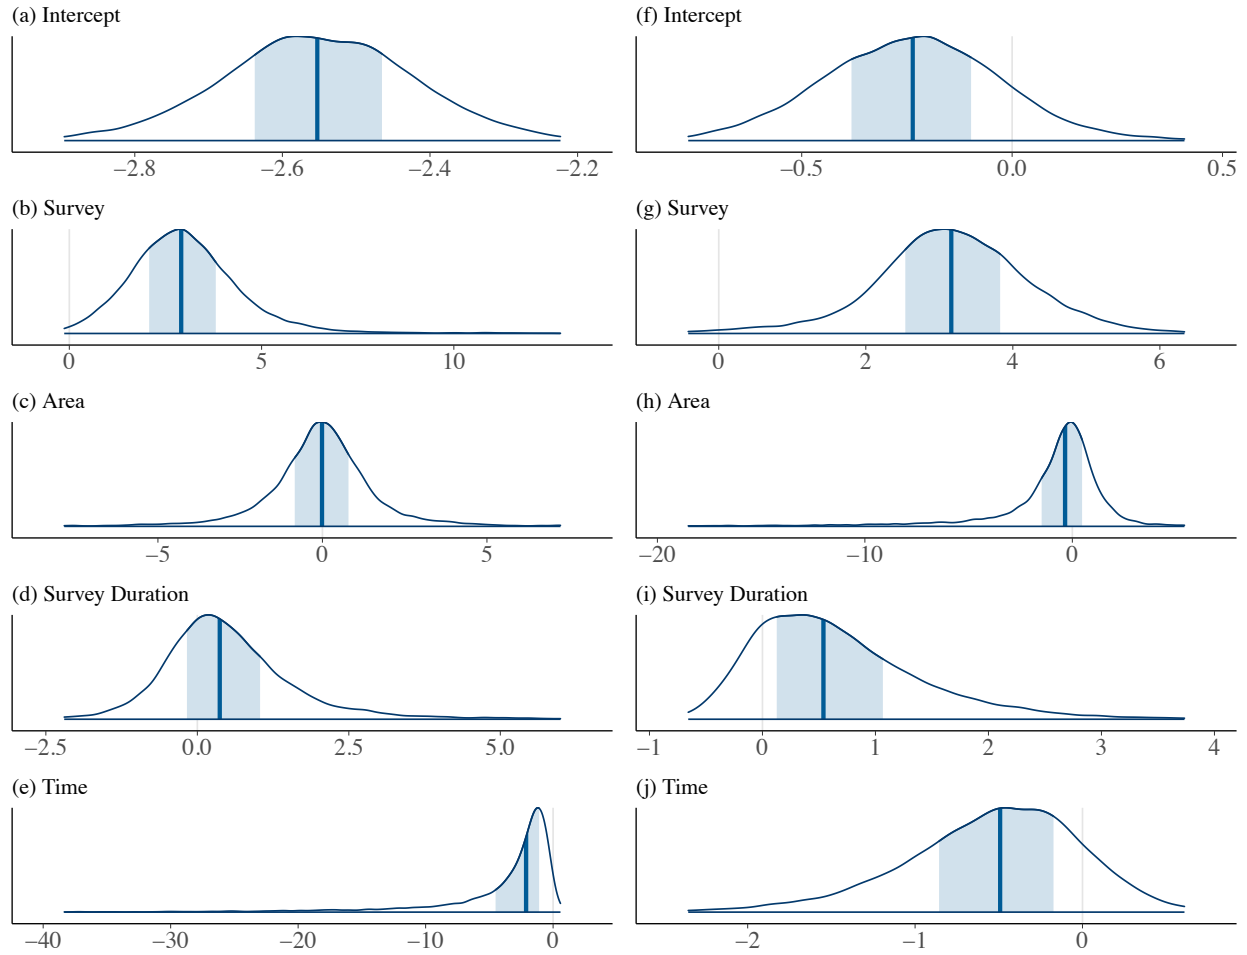 (a) Intercept
−2.8 −2.6 −2.4 −2.2
(b) Survey
0 5 10
(c) Area
−5 0 5
(d) Survey Duration
−2.5 0.0 2.5 5.0
(e) Time
−40 −30 −20 −10 0
(f) Intercept
−0.5 0.0 0.5
(g) Survey
0 2 4 6
(h) Area
−20 −10 0
(i) Survey Duration
−1 0 1 2 3 4
(j) Time
−2 −1 0